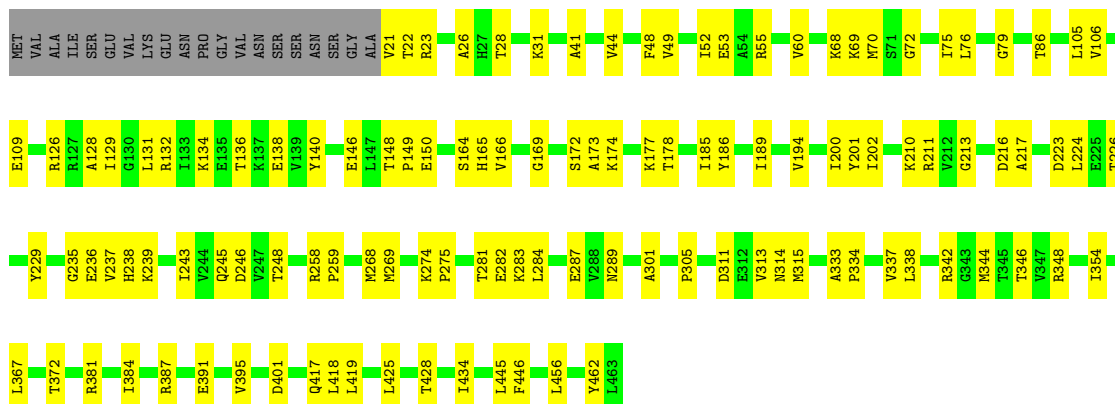 MET VAL ALA ILE SER GLU VAL LYS GLU ASN PRO GLY VAL ASN SER SER ASN SER GLY ALA V21 T22 R23 A26 H27 T28 K31 A41 V44 F48 V49 I52 E53 A54 R55 V60 K68 K69 M70 S71 G72 I75 L76 G79 T86 L105 V106
E109 R126 R127 A128 I129 G130 L131 R132 I133 K134 E135 T136 K137 E138 V139 Y140 E146 L147 T148 P149 E150 S164 H165 V166 G169 S172 A173 K174 K177 T178 I185 Y186 I189 V194 I200 Y201 I202 K210 R211 V212 G213 D216 A217 D223 L224 E225 T226
Y229 G235 E236 V237 H238 K239 I243 V244 Q245 D246 V247 T248 R258 P259 M268 M269 K274 P275 T281 E282 K283 L284 E287 V288 N289 A301 P305 D311 E312 V313 N314 M315 A333 P334 V337 L338 R342 G343 M344 T345 T346 V347 R348 I354
L367 T372 R381 I384 R387 E391 V395 D401 Q417 L418 L419 L425 T428 I434 L445 F446 L456 Y462 L463